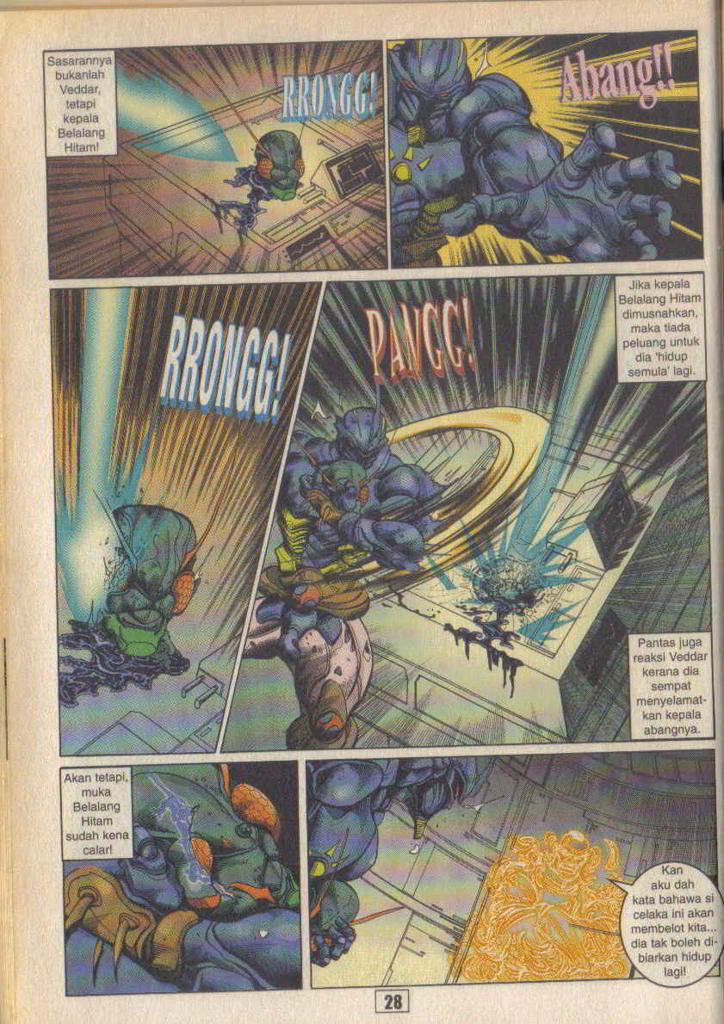 Sasarannya
bukanlah
Veddar,
tetapi
kepala
Belalang
Hitam!
RRONGG!
Abang!!
RRONGG!
PANGG!
Jika kepala
Belalang Hitam
dimusnahkan,
maka tiada
peluang untuk
dia 'hidup
semula' lagi.
Pantas juga
reaksi Veddar
kerana dia
sempat
menyelamat-
kan kepala
abangnya.
Akan tetapi,
muka
Belalang
Hitam
sudah kena
calar!
Kan
aku dah
kata bahawa si
celaka ini akan
membelot kita...
dia tak boleh di-
biarkan hidup
lagi!
28